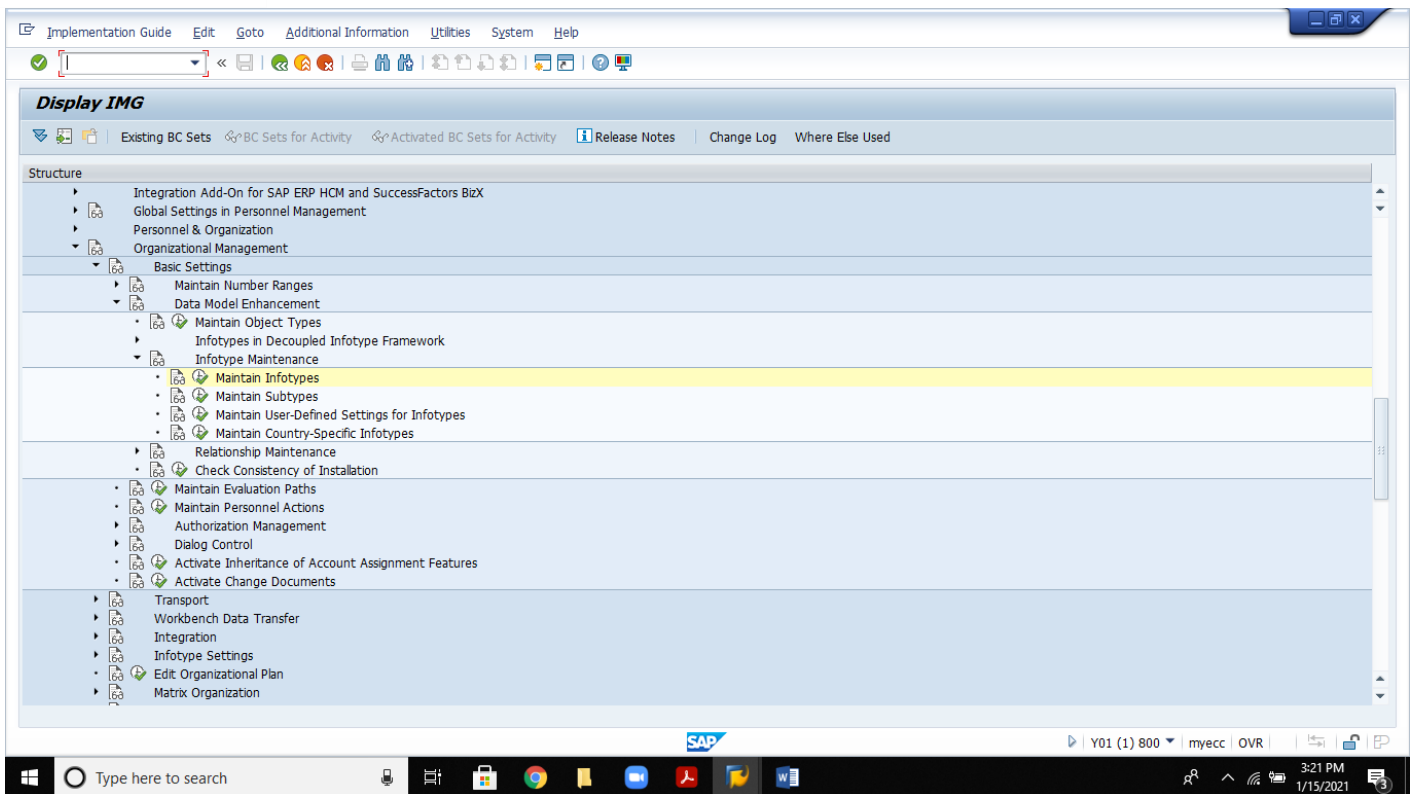 Implementation Guide Edit Goto Additional Information Utilities System Help
Display IMG
Existing BC Sets BC Sets for Activity Activated BC Sets for Activity Release Notes Change Log Where Else Used
Structure
Integration Add-On for SAP ERP HCM and SuccessFactors BizX
Global Settings in Personnel Management
Personnel & Organization
Organizational Management
Basic Settings
Maintain Number Ranges
Data Model Enhancement
Maintain Object Types
Infotypes in Decoupled Infotype Framework
Infotype Maintenance
Maintain Infotypes
Maintain Subtypes
Maintain User-Defined Settings for Infotypes
Maintain Country-Specific Infotypes
Relationship Maintenance
Check Consistency of Installation
Maintain Evaluation Paths
Maintain Personnel Actions
Authorization Management
Dialog Control
Activate Inheritance of Account Assignment Features
Activate Change Documents
Transport
Workbench Data Transfer
Integration
Infotype Settings
Edit Organizational Plan
Matrix Organization
SAP Y01 (1) 800 myecc OVR
Type here to search 3:21 PM
1/15/2021 3